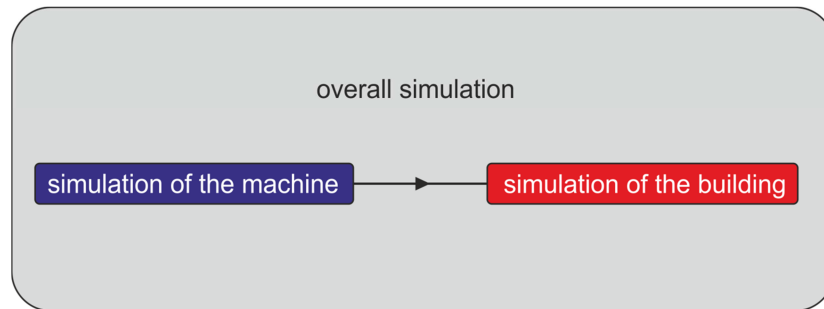 overall simulation
simulation of the machine
simulation of the building